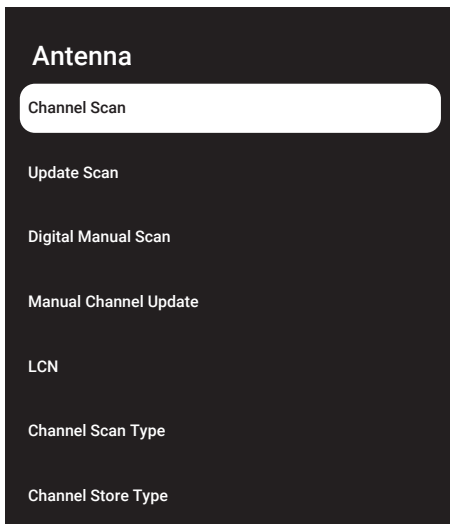 Antenna
Channel Scan
Update Scan
Digital Manual Scan
Manual Channel Update
LCN
Channel Scan Type
Channel Store Type